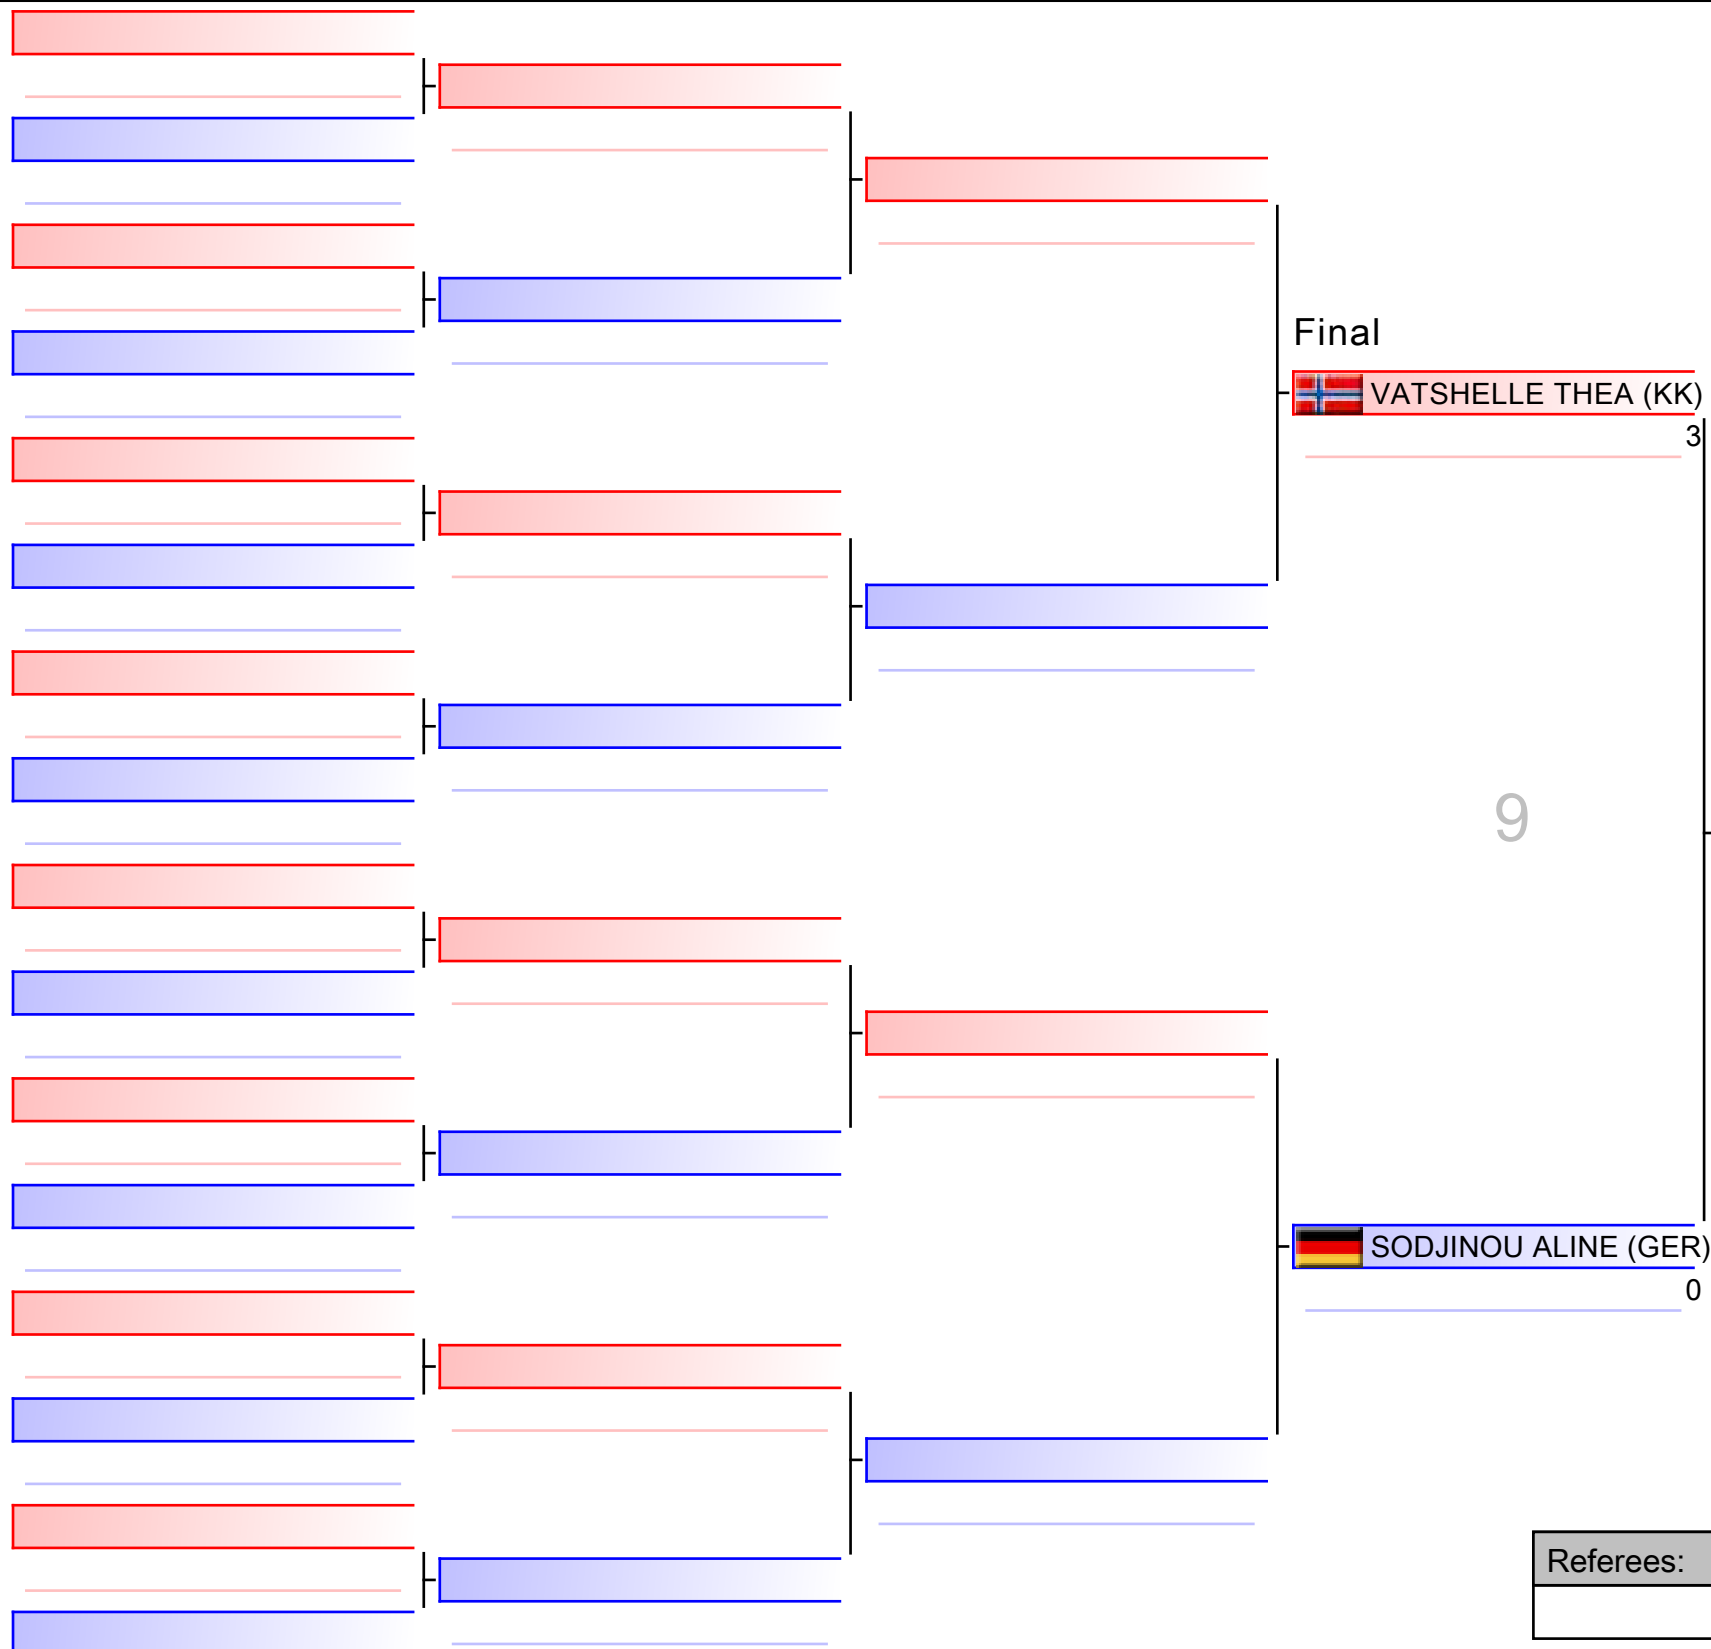 Final
VATSHELLE THEA (KK)
3
9
SODJINOU ALINE (GER)
0
Referees: